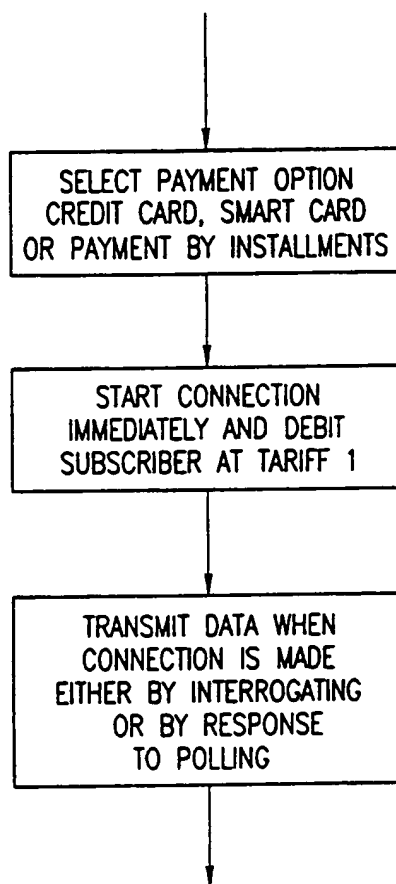 SELECT PAYMENT OPTION
CREDIT CARD, SMART CARD
OR PAYMENT BY INSTALLMENTS
START CONNECTION
IMMEDIATELY AND DEBIT
SUBSCRIBER AT TARIFF 1
TRANSMIT DATA WHEN
CONNECTION IS MADE
EITHER BY INTERROGATING
OR BY RESPONSE
TO POLLING